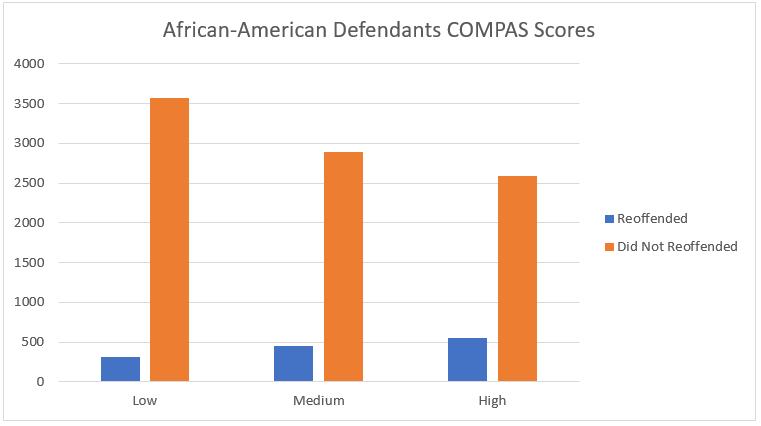 African-American Defendants COMPAS Scores
4000
3500
3000
2500
2000
1500
1000
500
0
Low Medium High
Reoffended
Did Not Reoffended